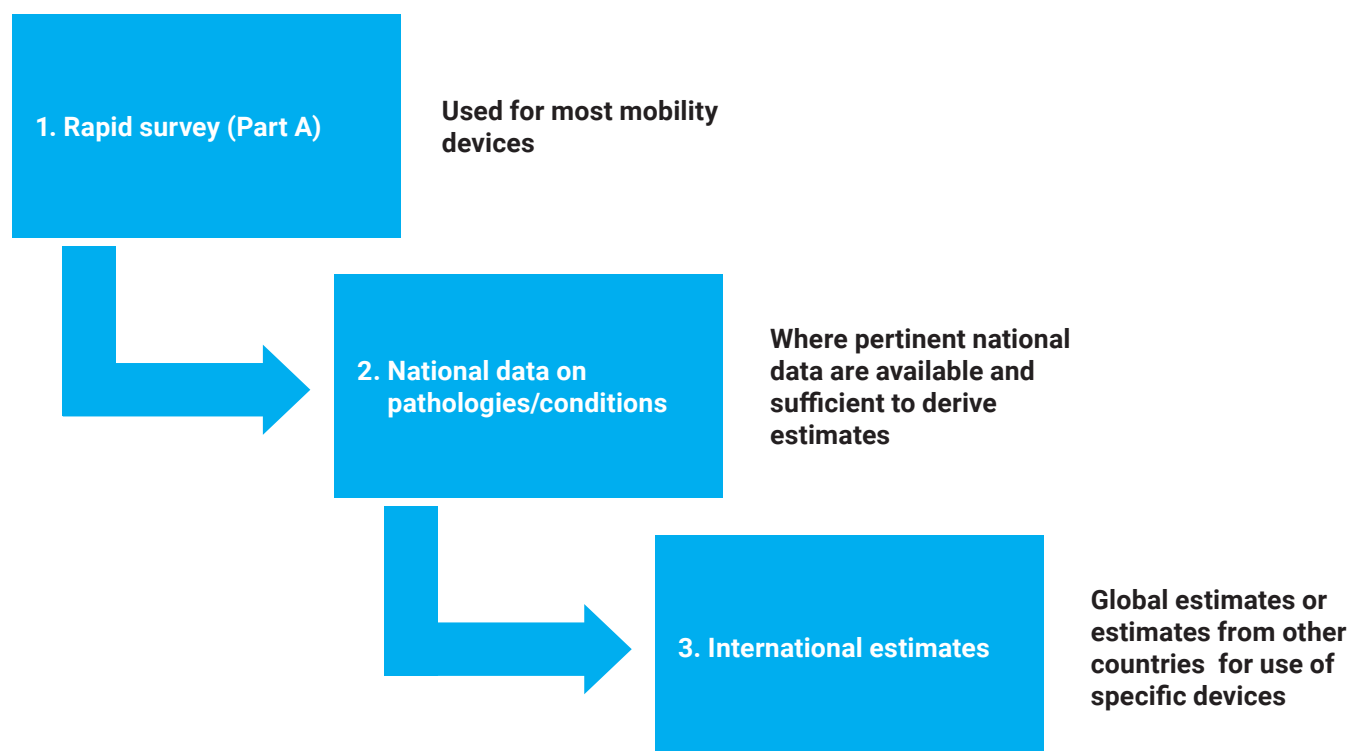 1. Rapid survey (Part A)
Used for most mobility
devices
2. National data on
pathologies/conditions
Where pertinent national
data are available and
sufficient to derive
estimates
3. International estimates
Global estimates or
estimates from other
countries  for use of
specific devices